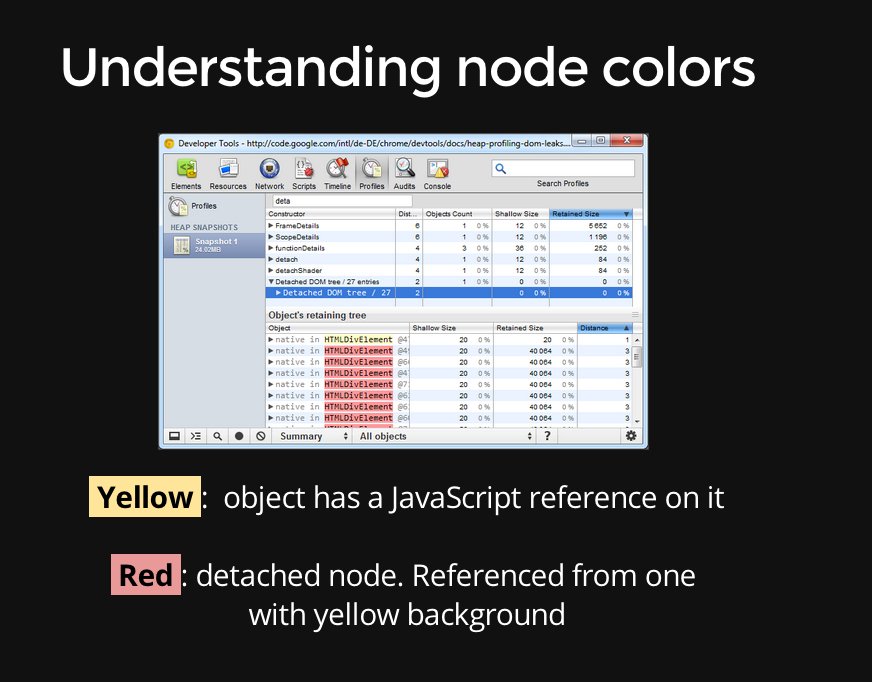 Understanding node colors
Developer Tools - http://code.google.com/intl/de-DE/chrome/devtools/docs/heap-profiling-dom-leaks....
Elements Resources Network Scripts Timeline Profiles Audits Console
Search Profiles
Profiles
HEAP SNAPSHOTS
Snapshot 1
24.02MB
deta
Constructor Dist... Objects Count Shallow Size Retained Size
FrameDetails 6 1 0% 12 0% 5 652 0%
ScopeDetails 6 1 0% 12 0% 1 196 0%
functionDetails 4 3 0% 36 0% 252 0%
detach 4 1 0% 12 0% 84 0%
detachShader 4 1 0% 12 0% 84 0%
Detached DOM tree / 27 entries 2 1 0% 0 0% 0 0%
Detached DOM tree / 27 2 0 0% 0 0%
Object's retaining tree
Object Shallow Size Retained Size Distance
native in HTMLDivElement @4 20 0% 20 0% 1
native in HTMLDivElement @4 20 0% 40 064 0% 3
native in HTMLDivElement @6 20 0% 40 064 0% 3
native in HTMLDivElement @4 20 0% 40 064 0% 3
native in HTMLDivElement @7 20 0% 40 064 0% 3
native in HTMLDivElement @6 20 0% 40 064 0% 3
native in HTMLDivElement @6 20 0% 40 064 0% 3
native in HTMLDivElement @6 20 0% 40 064 0% 3
Summary All objects ?
Yellow : object has a JavaScript reference on it
Red : detached node. Referenced from one
with yellow background